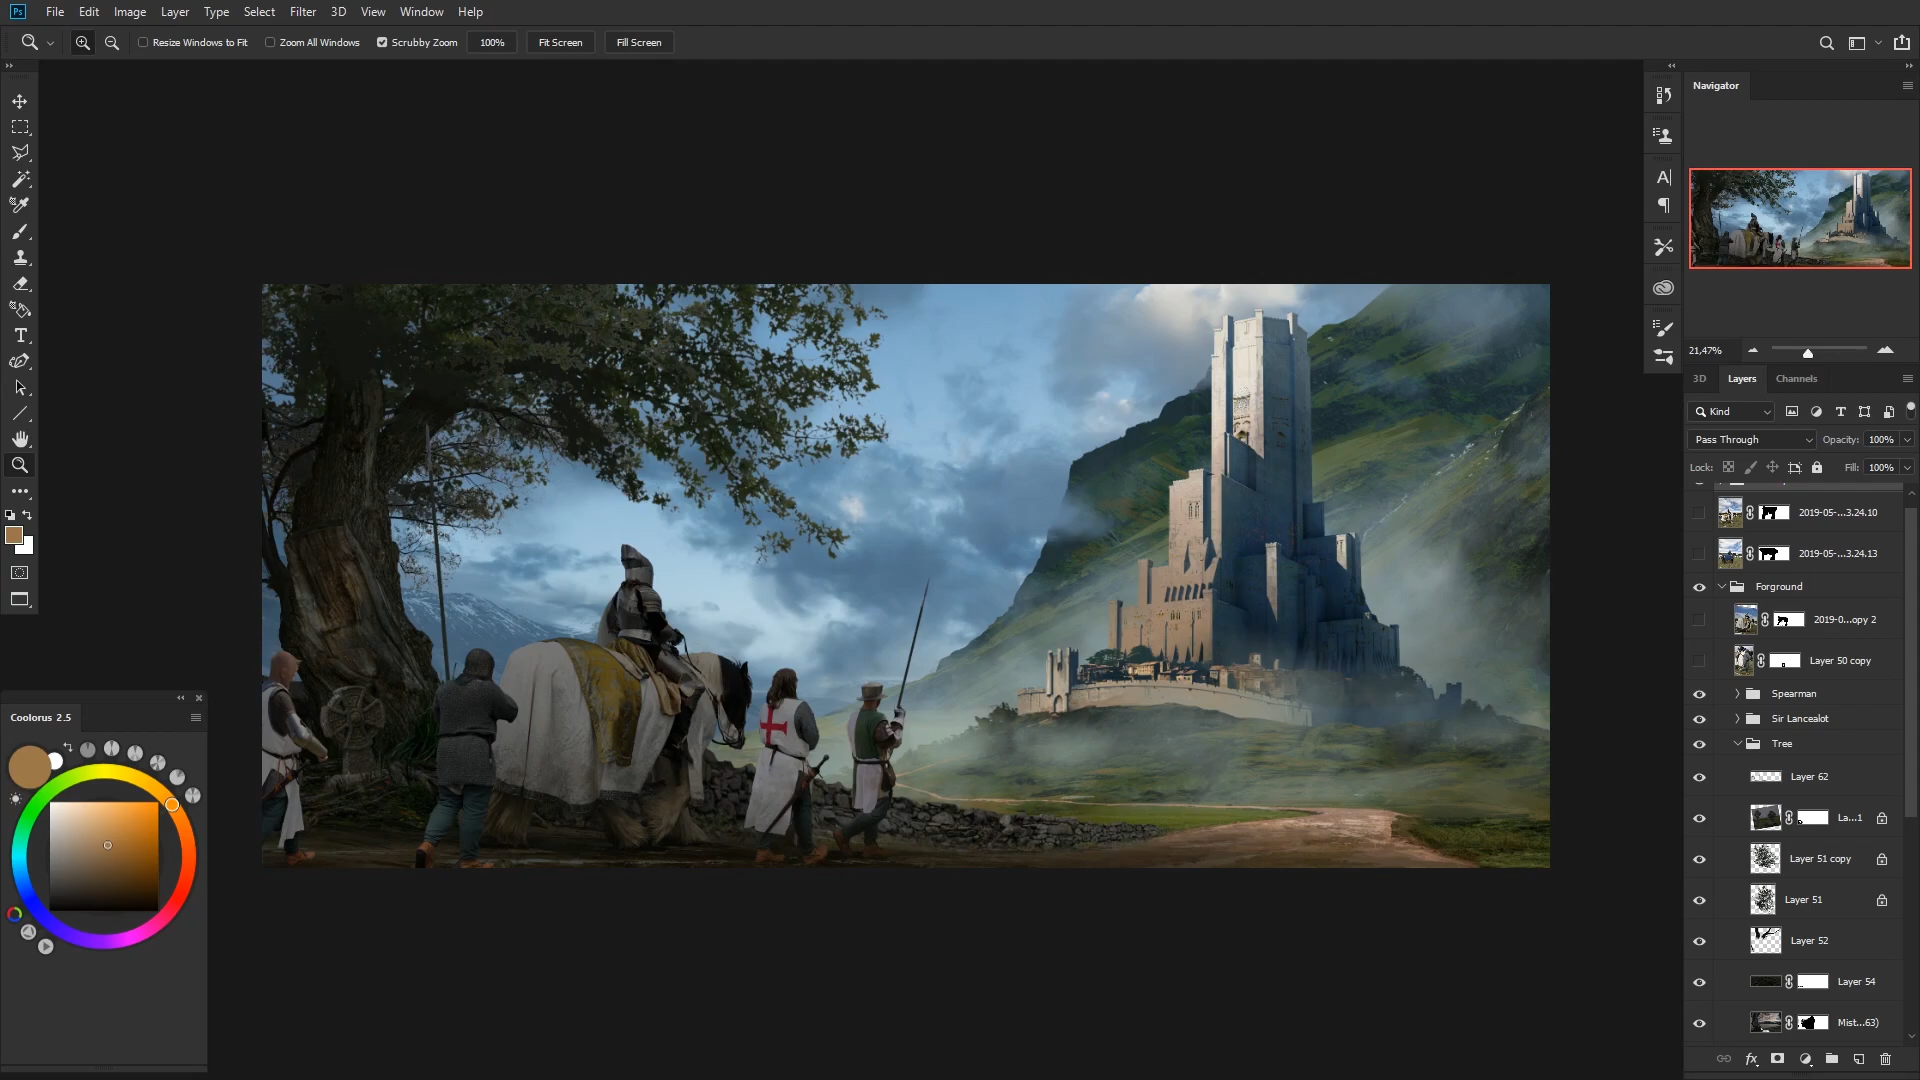 Ps File Edit Image Layer Type Select Filter 3D View Window Help
Resize Windows to Fit Zoom All Windows Scrubby Zoom 100% Fit Screen Fill Screen
Navigator
21,47%
3D Layers Channels
Kind
Pass Through Opacity: 100%
Lock: Fill: 100%
2019-05-...3.24.10
2019-05-...3.24.13
Forground
2019-0...opy 2
Layer 50 copy
Spearman
Sir Lancealot
Tree
Layer 62
La...1
Layer 51 copy
Layer 51
Layer 52
Layer 54
Mist...63)
fx
Coolorus 2.5